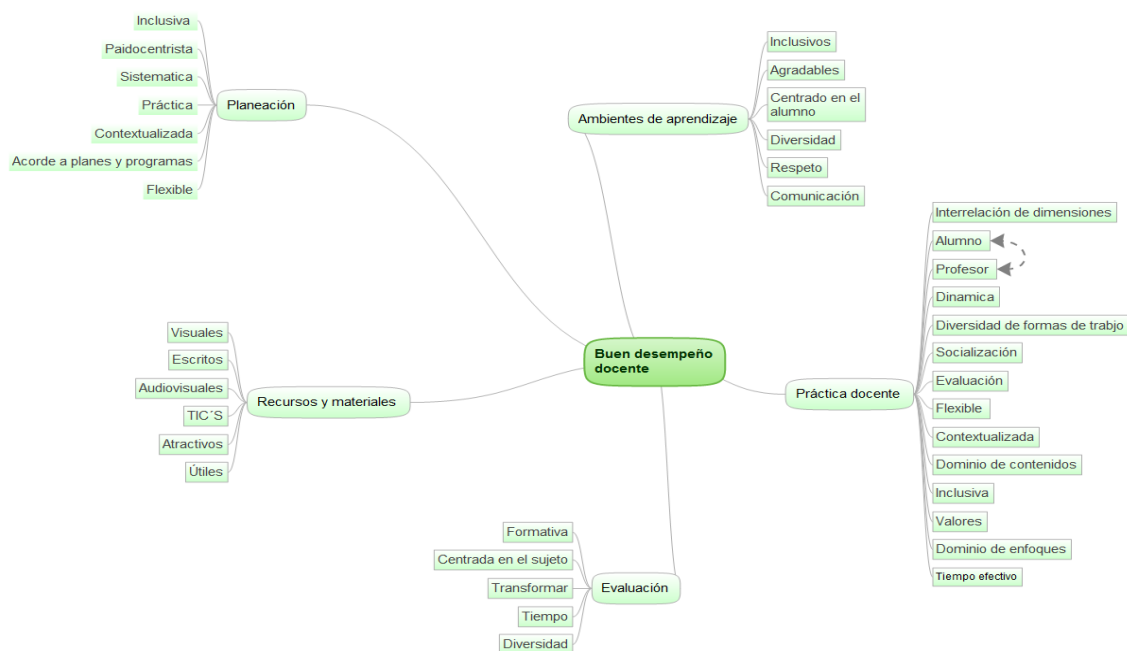 Inclusiva
Paidocentrista
Sistematica
Práctica
Contextualizada
Acorde a planes y programas
Flexible
Planeación
Ambientes de aprendizaje
Inclusivos
Agradables
Centrado en el
alumno
Diversidad
Respeto
Comunicación
Buen desempeño
docente
Visuales
Escritos
Audiovisuales
TIC´S
Atractivos
Útiles
Recursos y materiales
Práctica docente
Interrelación de dimensiones
Alumno
Profesor
Dinamica
Diversidad de formas de trabjo
Socialización
Evaluación
Flexible
Contextualizada
Dominio de contenidos
Inclusiva
Valores
Dominio de enfoques
Tiempo efectivo
Formativa
Centrada en el sujeto
Transformar
Tiempo
Diversidad
Evaluación